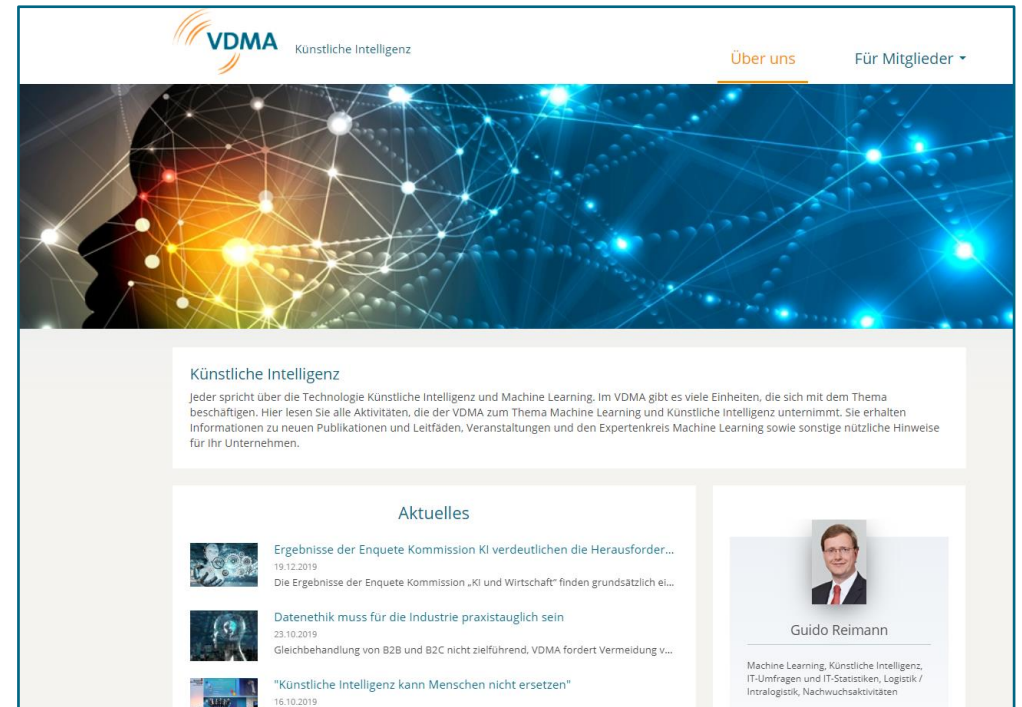 VDMA
Künstliche Intelligenz
Über uns
Für Mitglieder
Künstliche Intelligenz
Jeder spricht über die Technologie Künstliche Intelligenz und Machine Learning. Im VDMA gibt es viele Einheiten, die sich mit dem Thema
beschäftigen. Hier lesen Sie alle Aktivitäten, die der VDMA zum Thema Machine Learning und Künstliche Intelligenz unternimmt. Sie erhalten
Informationen zu neuen Publikationen und Leitfäden, Veranstaltungen und den Expertenkreis Machine Learning sowie sonstige nützliche Hinweise
für Ihr Unternehmen.
Aktuelles
Ergebnisse der Enquete Kommission KI verdeutlichen die Herausforder...
19.12.2019
Die Ergebnisse der Enquete Kommission „KI und Wirtschaft“ finden grundsätzlich ei...
Datenethik muss für die Industrie praxistauglich sein
23.10.2019
Gleichbehandlung von B2B und B2C nicht zielführend, VDMA fordert Vermeidung v...
"Künstliche Intelligenz kann Menschen nicht ersetzen"
16.10.2019
Guido Reimann
Machine Learning, Künstliche Intelligenz,
IT-Umfragen und IT-Statistiken, Logistik /
Intralogistik, Nachwuchsaktivitäten